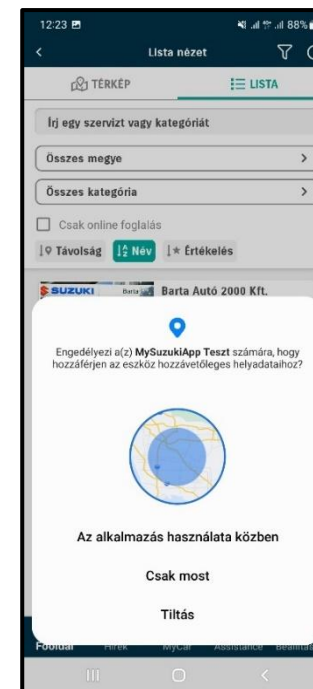 12:23 88%
Lista nézet
TÉRKÉP LISTA
Írj egy szervizt vagy kategóriát
Összes megye
Összes kategória
Csak online foglalás
Távolság Név Értékelés
SUZUKI Barta Barta Autó 2000 Kft.
Engedélyezi a(z) MySuzukiApp Teszt számára, hogy
hozzáférjen az eszköz hozzávetőleges helyadataihoz?
Az alkalmazás használata közben
Csak most
Tiltás
Főoldal Hírek MyCar Assistance Beállítás